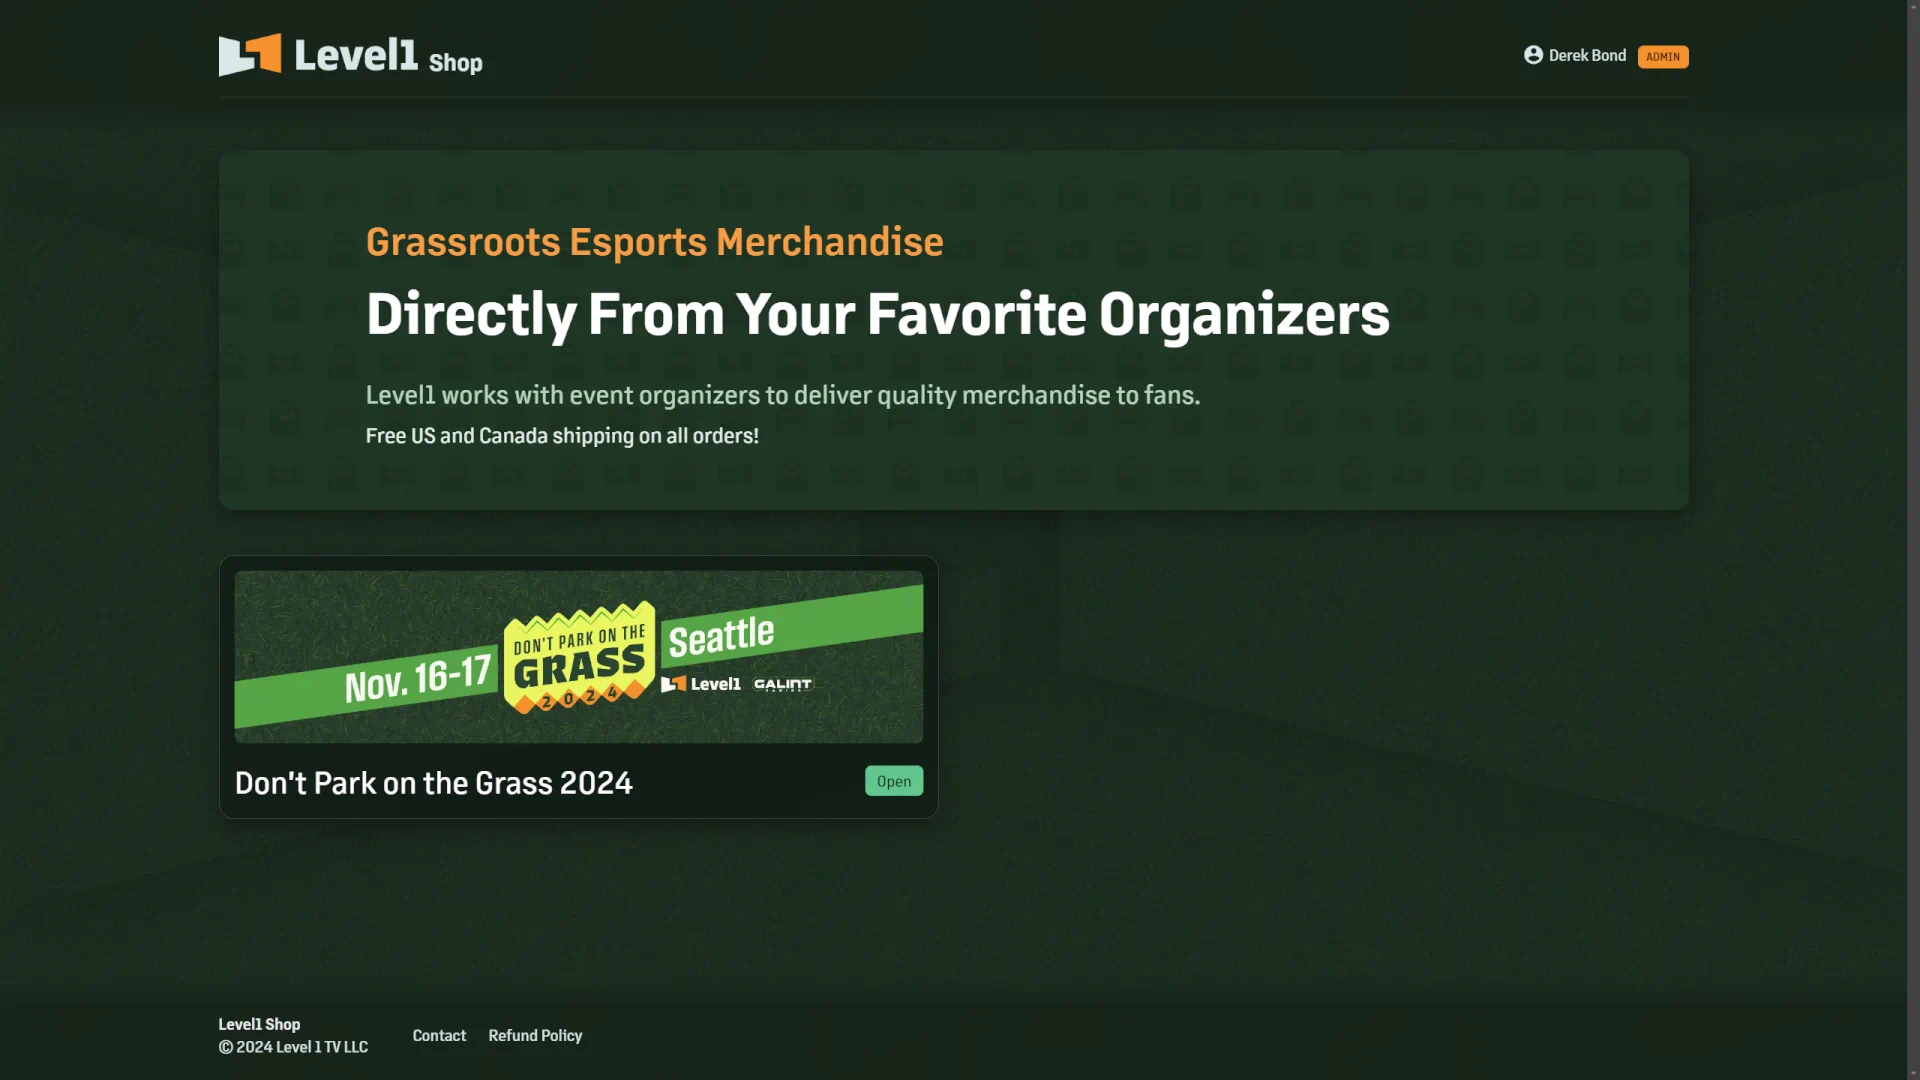 Level1 Shop
Derek Bond
ADMIN
Grassroots Esports Merchandise
Directly From Your Favorite Organizers
Level1 works with event organizers to deliver quality merchandise to fans.
Free US and Canada shipping on all orders!
Nov. 16-17
DON'T PARK ON THE
GRASS
2024
Seattle
Level1
GALINT
GAMING
Don't Park on the Grass 2024
Open
Level1 Shop
© 2024 Level 1 TV LLC
Contact
Refund Policy